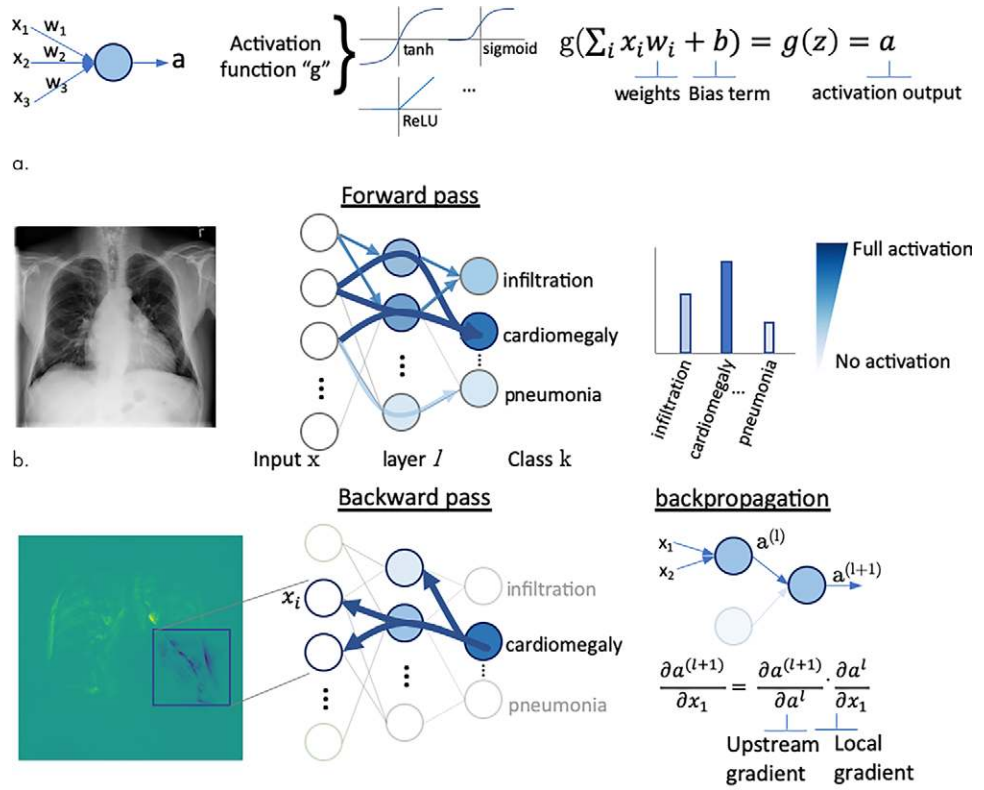 x₁ w₁
x₂ w₂
x₃ w₃
a
Activation
function “g”
tanh
sigmoid
ReLU
...
g(∑ᵢ xᵢwᵢ + b) = g(z) = a
weights
Bias term
activation output
a.
Forward pass
r
infiltration
cardiomegaly
pneumonia
Input x
layer l
Class k
infiltration
cardiomegaly
...
pneumonia
Full activation
No activation
b.
Backward pass
xᵢ
infiltration
cardiomegaly
pneumonia
backpropagation
x₁
x₂
a⁽ˡ⁾
a⁽ˡ⁺¹⁾
∂a⁽ˡ⁺¹⁾/∂x₁ = ∂a⁽ˡ⁺¹⁾/∂aˡ · ∂aˡ/∂x₁
Upstream
gradient
Local
gradient